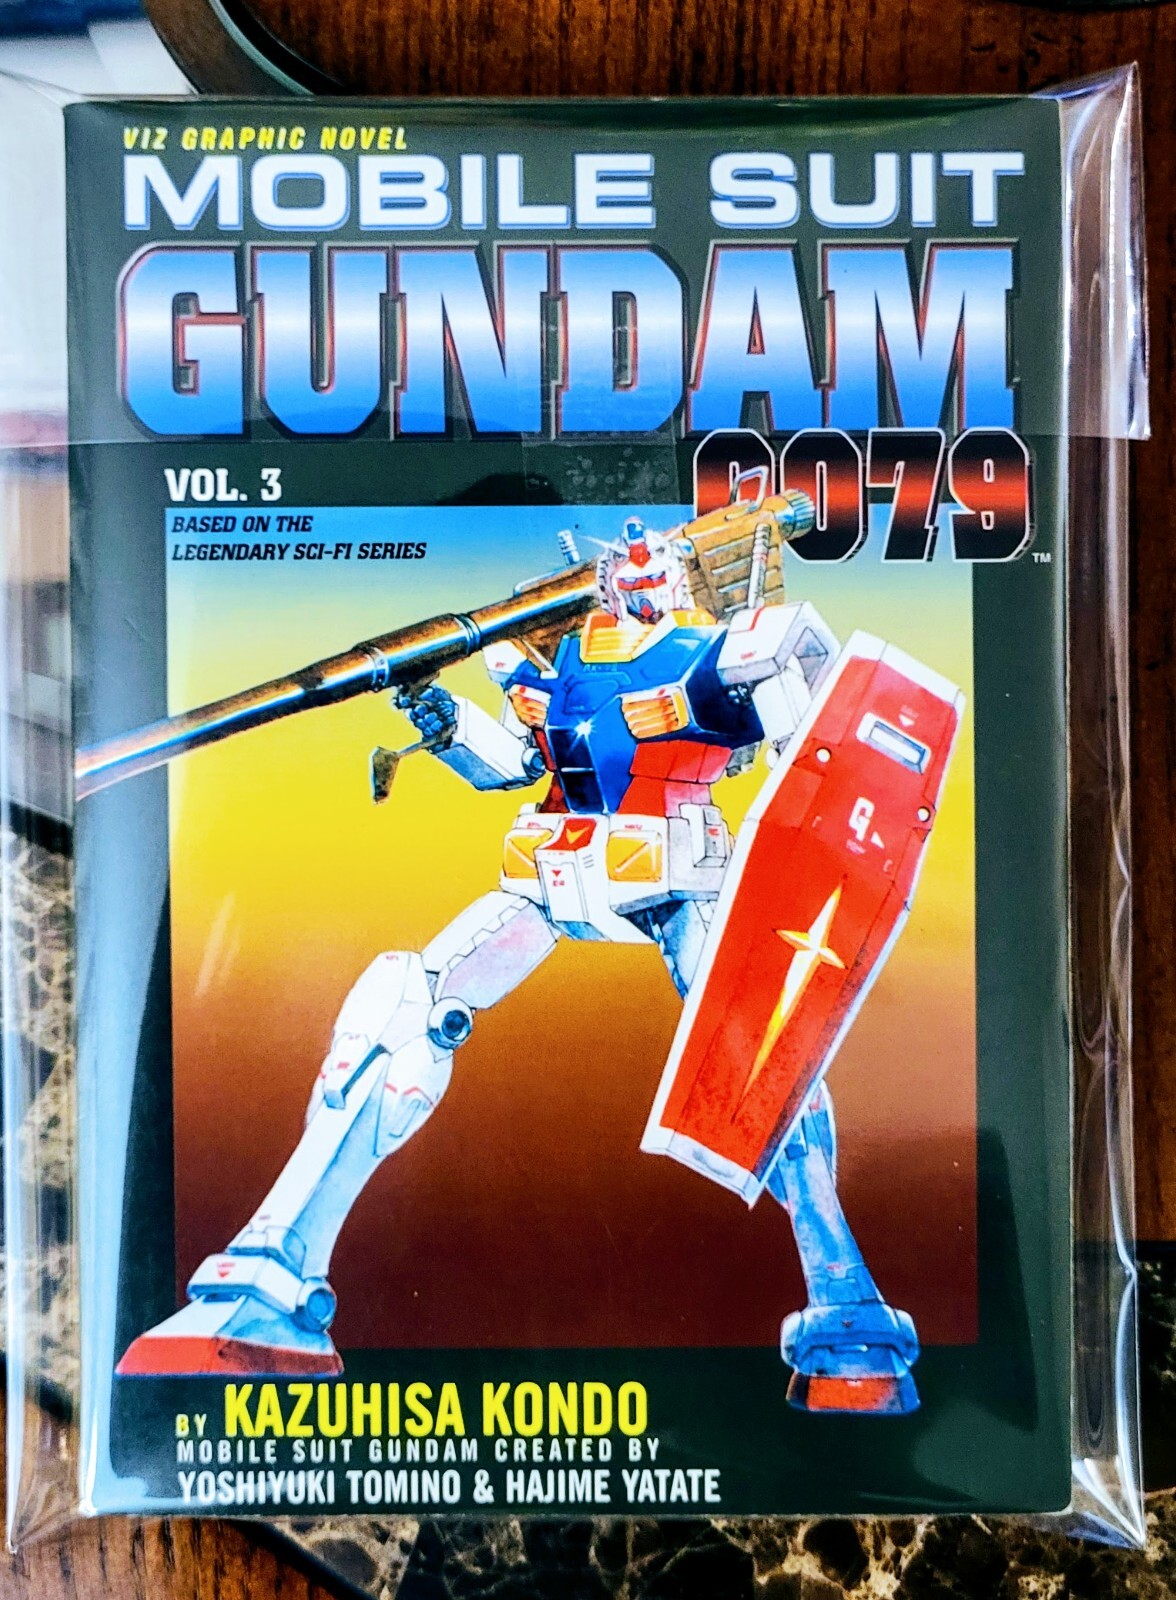 VIZ GRAPHIC NOVEL
MOBILE SUIT
GUNDAM
0079
™
VOL. 3
BASED ON THE
LEGENDARY SCI-FI SERIES
G
BY KAZUHISA KONDO
MOBILE SUIT GUNDAM CREATED BY
YOSHIYUKI TOMINO & HAJIME YATATE